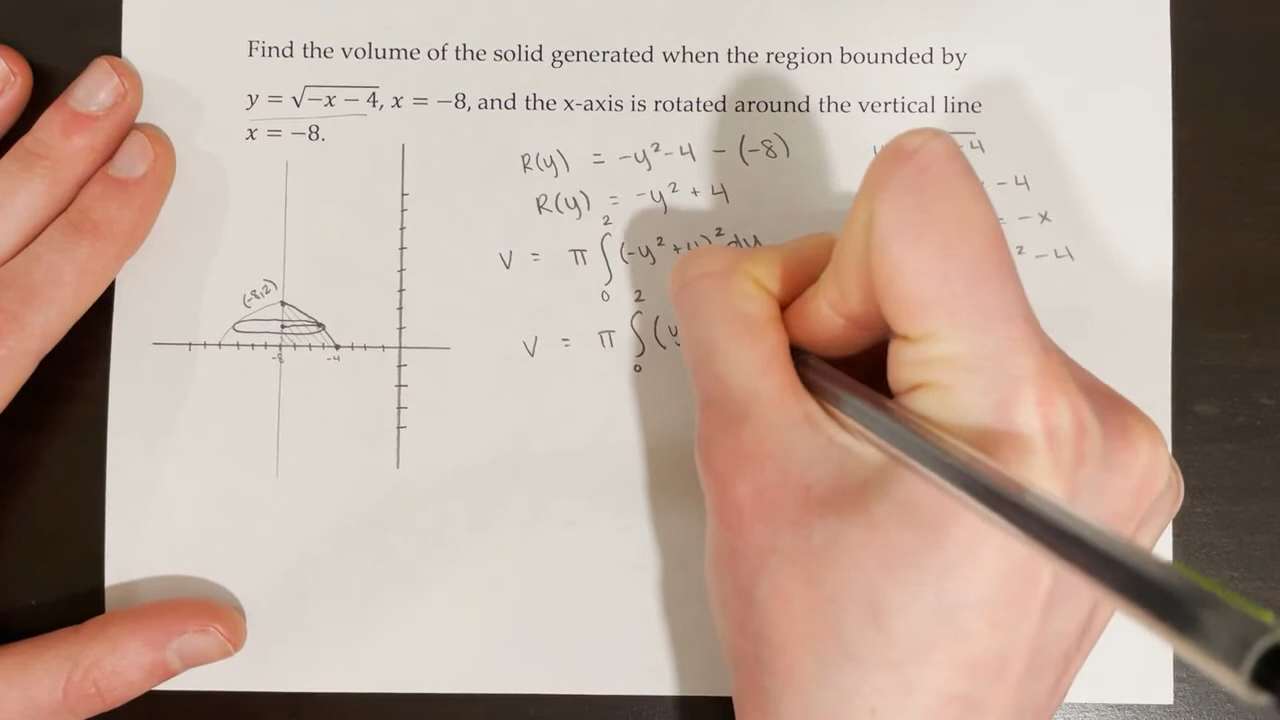 Find the volume of the solid generated when the region bounded by
y = √−x − 4, x = −8, and the x-axis is rotated around the vertical line
x = −8.
R(y) = -y² - 4 - (-8)
R(y) = -y² + 4
V = π ∫₀² (-y² + 4)² dy
V = π ∫₀² (y
-4
- 4
= -x
² - 4
(-8,2)
-8
-4